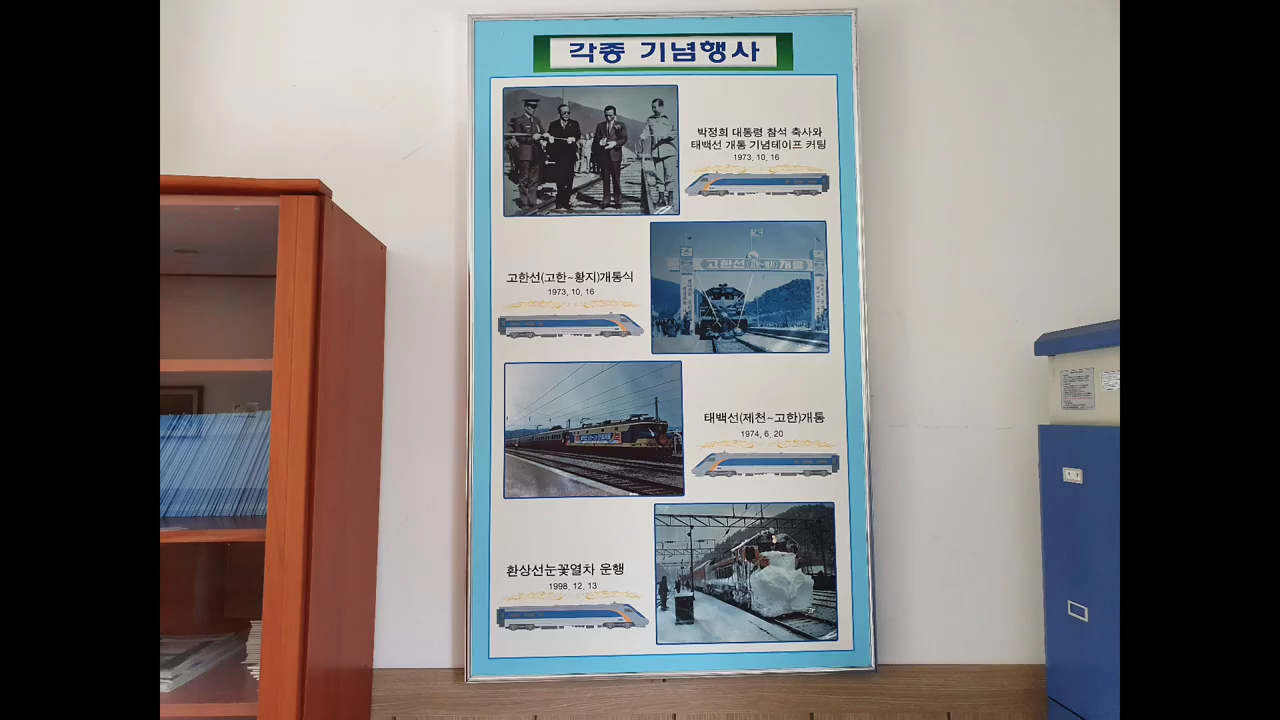 각종 기념행사
박정희 대통령 참석 축사와
태백선 개통 기념테이프 커팅
1973. 10. 16
고한선 개통
고한선(고한~황지)개통식
1973. 10. 16
태백선(제천~고한)개통
1974. 6. 20
환상선눈꽃열차 운행
1998. 12. 13